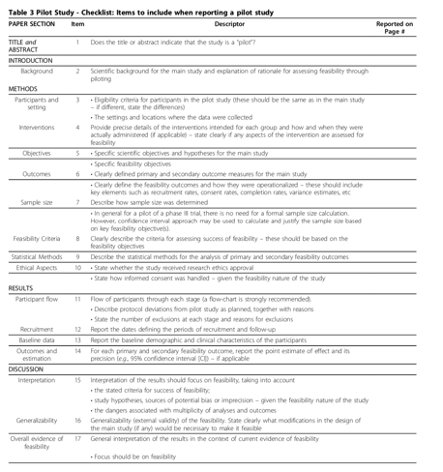 Table 3 Pilot Study - Checklist: Items to include when reporting a pilot study
PAPER SECTION Item Descriptor Reported on
Page #
TITLE and
ABSTRACT 1 Does the title or abstract indicate that the study is a "pilot"?
INTRODUCTION
Background 2 Scientific background for the main study and explanation of rationale for assessing feasibility through
piloting
METHODS
Participants and
setting 3 • Eligibility criteria for participants in the pilot study (these should be the same as in the main study
– if different, state the differences)
• The settings and locations where the data were collected
Interventions 4 Provide precise details of the interventions intended for each group and how and when they were
actually administered (if applicable) – state clearly if any aspects of the intervention are assessed for
feasibility
Objectives 5 • Specific scientific objectives and hypotheses for the main study
• Specific feasibility objectives
Outcomes 6 • Clearly defined primary and secondary outcome measures for the main study
• Clearly define the feasibility outcomes and how they were operationalized – these should include
key elements such as recruitment rates, consent rates, completion rates, variance estimates, etc
Sample size 7 Describe how sample size was determined
• In general for a pilot of a phase III trial, there is no need for a formal sample size calculation.
However, confidence interval approach may be used to calculate and justify the sample size based
on key feasibility objective(s).
Feasibility Criteria 8 Clearly describe the criteria for assessing success of feasibility – these should be based on the
feasibility objectives
Statistical Methods 9 Describe the statistical methods for the analysis of primary and secondary feasibility outcomes
Ethical Aspects 10 • State whether the study received research ethics approval
• State how informed consent was handled – given the feasibility nature of the study
RESULTS
Participant flow 11 Flow of participants through each stage (a flow-chart is strongly recommended).
• Describe protocol deviations from pilot study as planned, together with reasons
• State the number of exclusions at each stage and reasons for exclusions
Recruitment 12 Report the dates defining the periods of recruitment and follow-up
Baseline data 13 Report the baseline demographic and clinical characteristics of the participants
Outcomes and
estimation 14 For each primary and secondary feasibility outcome, report the point estimate of effect and its
precision (e.g., 95% confidence interval [CI]) – if applicable
DISCUSSION
Interpretation 15 Interpretation of the results should focus on feasibility, taking into account
• the stated criteria for success of feasibility;
• study hypotheses, sources of potential bias or imprecision – given the feasibility nature of the study
• the dangers associated with multiplicity of analyses and outcomes
Generalizability 16 Generalizability (external validity) of the feasibility. State clearly what modifications in the design of
the main study (if any) would be necessary to make it feasible
Overall evidence of
feasibility 17 General interpretation of the results in the context of current evidence of feasibility
• Focus should be on feasibility